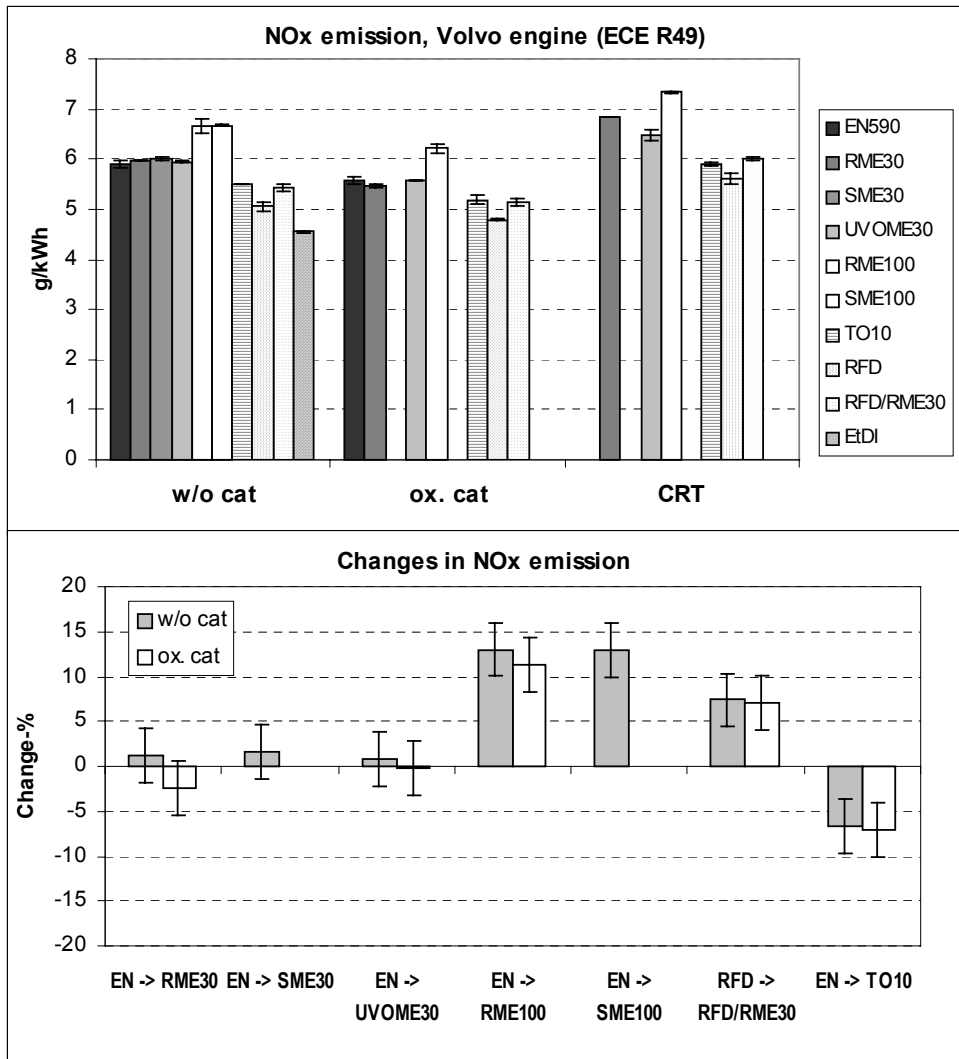 NOx emission, Volvo engine (ECE R49)
8
7
6
5
4
3
2
1
0
g/kWh
w/o cat
ox. cat
CRT
EN590
RME30
SME30
UVOME30
RME100
SME100
TO10
RFD
RFD/RME30
EtDI
Changes in NOx emission
20
15
10
5
0
-5
-10
-15
-20
Change-%
w/o cat
ox. cat
EN -> RME30
EN -> SME30
EN ->
UVOME30
EN ->
RME100
EN ->
SME100
RFD ->
RFD/RME30
EN -> TO10